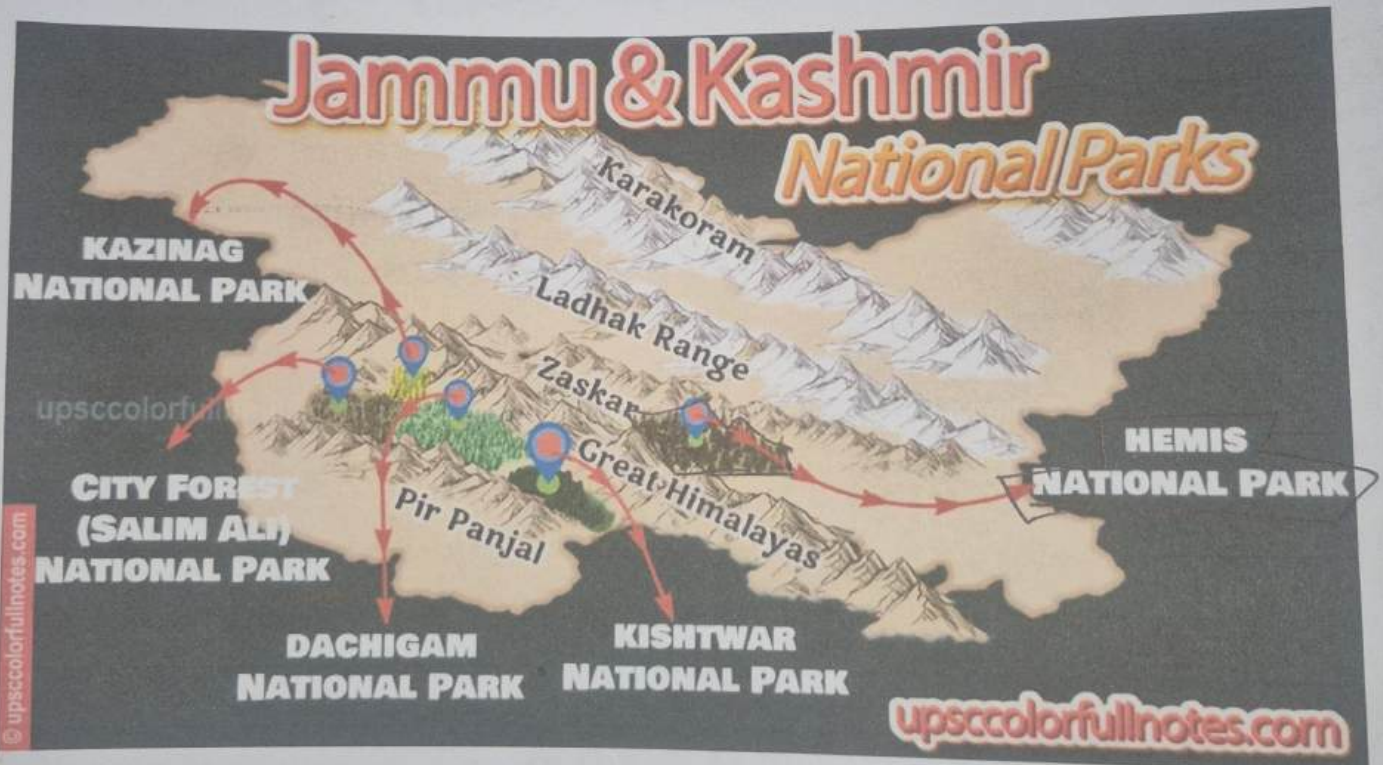 Jammu & Kashmir
National Parks
Karakoram
KAZINAG
NATIONAL PARK
Ladhak Range
Zaskar
upsccolorfull
HEMIS
NATIONAL PARK
Great Himalayas
CITY FOREST
(SALIM ALI)
NATIONAL PARK
Pir Panjal
DACHIGAM
NATIONAL PARK
KISHTWAR
NATIONAL PARK
© upsccolorfullnotes.com
upsccolorfullnotes.com